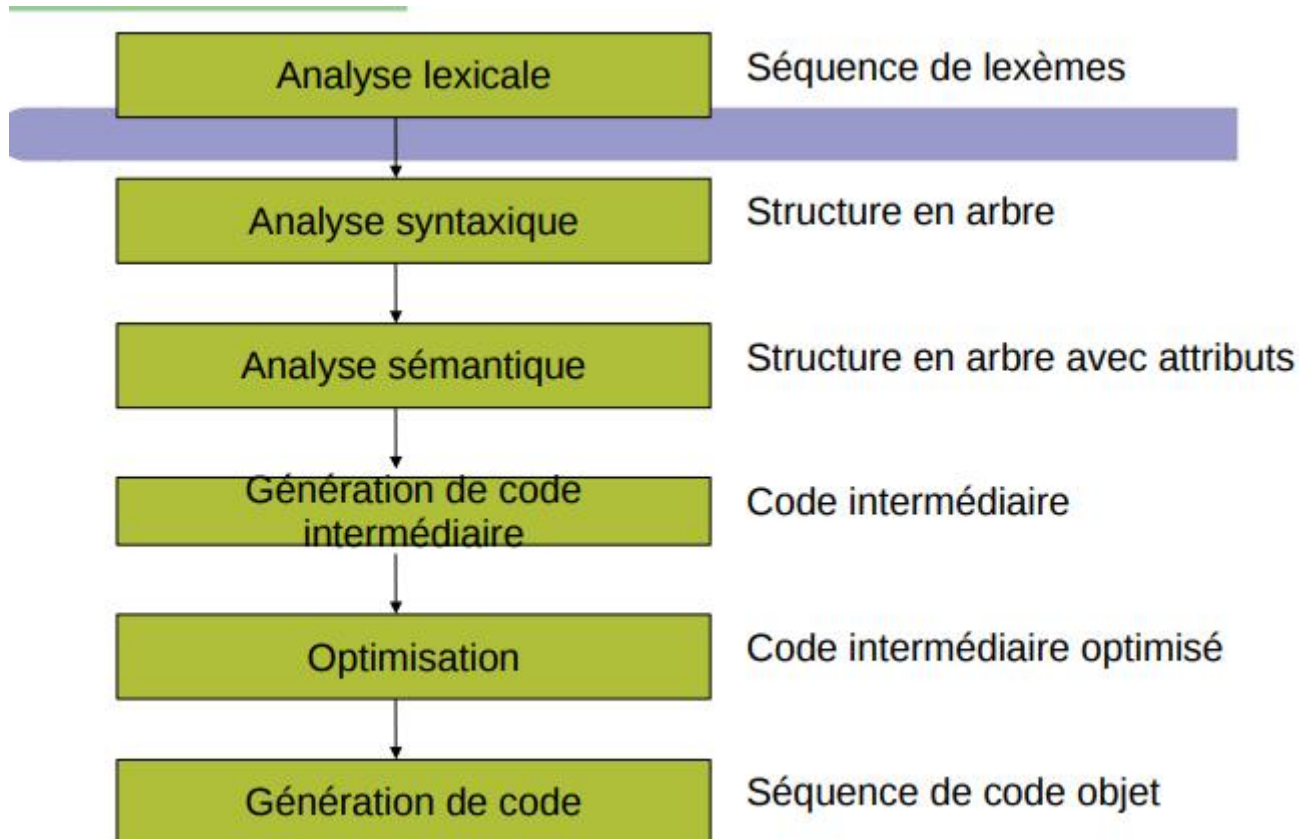 Analyse lexicale
Séquence de lexèmes
Analyse syntaxique
Structure en arbre
Analyse sémantique
Structure en arbre avec attributs
Génération de code
intermédiaire
Code intermédiaire
Optimisation
Code intermédiaire optimisé
Génération de code
Séquence de code objet